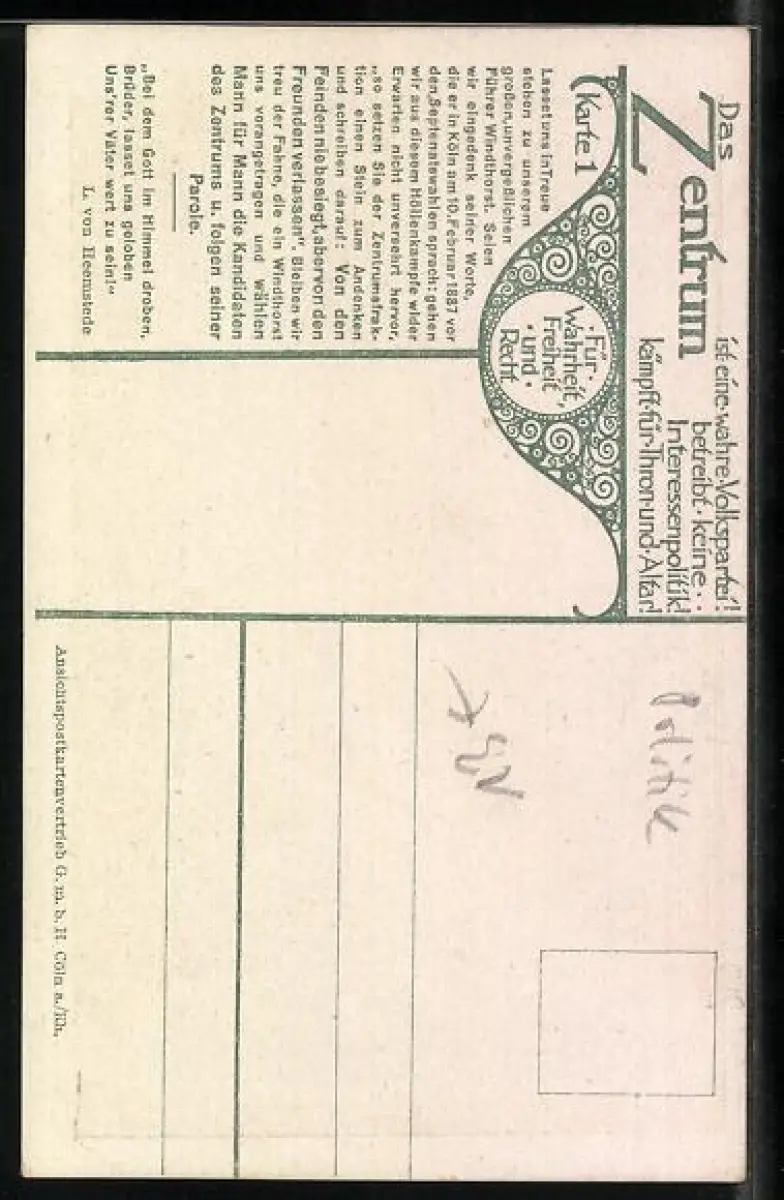 Das
Zentrum
ist·eine·wahre·Volkspartei!
betreibt·keine··
Interessenpolitik!
kämpft·für·Thron·und·Altar!
(Karte 1
·Für·
Wahrheit,
Freiheit
·und·
Recht.
Lasset uns in Treue
stehen zu unserem
großen, unvergeßlichen
Führer Windthorst. Seien
wir eingedenk seiner Worte,
die er in Köln am 10. Februar 1887 vor
den Septenatswahlen sprach: gehen
wir aus diesem Höllenkampfe wider
Erwarten nicht unversehrt hervor,
„so setzen Sie der Zentrumsfrak-
tion einen Stein zum Andenken
und schreiben darauf: Von den
Feinden nie besiegt, aber von den
Freunden verlassen". Bleiben wir
treu der Fahne, die ein Windthorst
uns vorangetragen und wählen
Mann für Mann die Kandidaten
des Zentrums u. folgen seiner
Parole.
„Bei dem Gott im Himmel droben,
Brüder, lasset uns geloben
Uns'rer Väter wert zu sein!"
L. von Heemstede
Politik
Ansichtspostkartenvertrieb G. m. b. H. Cöln a./Rh.